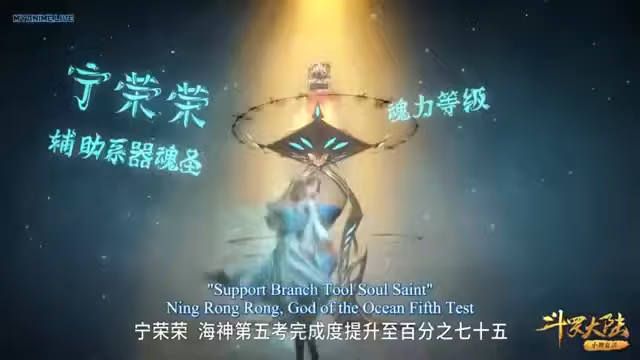 MYANIME.LIVE
宁荣荣
辅助系器魂圣
魂力等级
"Support Branch Tool Soul Saint"
Ning Rong Rong, God of the Ocean Fifth Test
宁荣荣 海神第五考完成度提升至百分之七十五
斗罗大陆